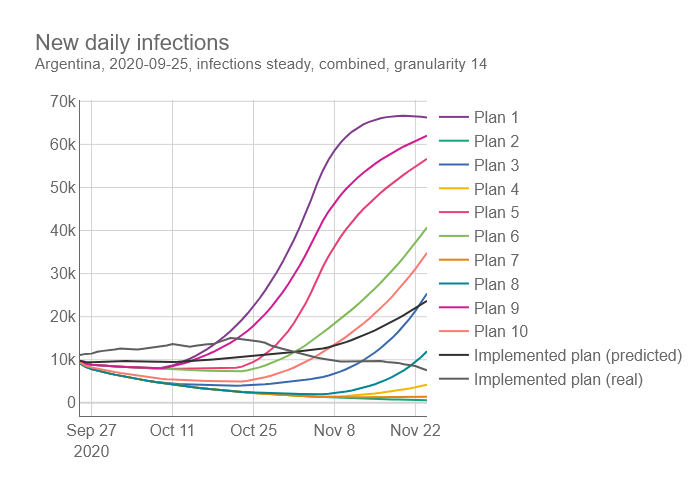 New daily infections
Argentina, 2020-09-25, infections steady, combined, granularity 14
70k
60k
50k
40k
30k
20k
10k
0
Sep 27
2020
Oct 11
Oct 25
Nov 8
Nov 22
Plan 1
Plan 2
Plan 3
Plan 4
Plan 5
Plan 6
Plan 7
Plan 8
Plan 9
Plan 10
Implemented plan (predicted)
Implemented plan (real)